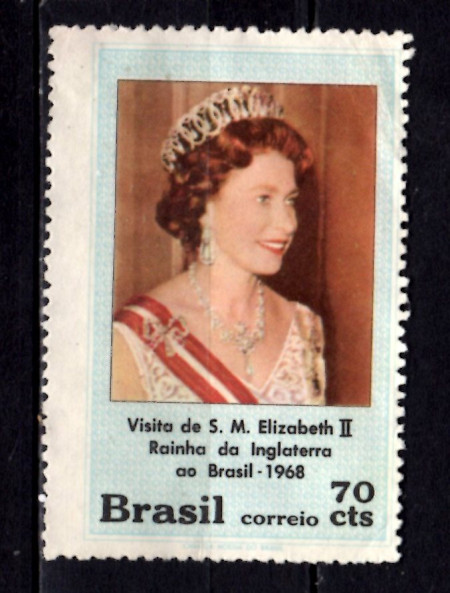 Visita de S. M. Elizabeth II
Rainha da Inglaterra
ao Brasil - 1968
Brasil correio 70 cts